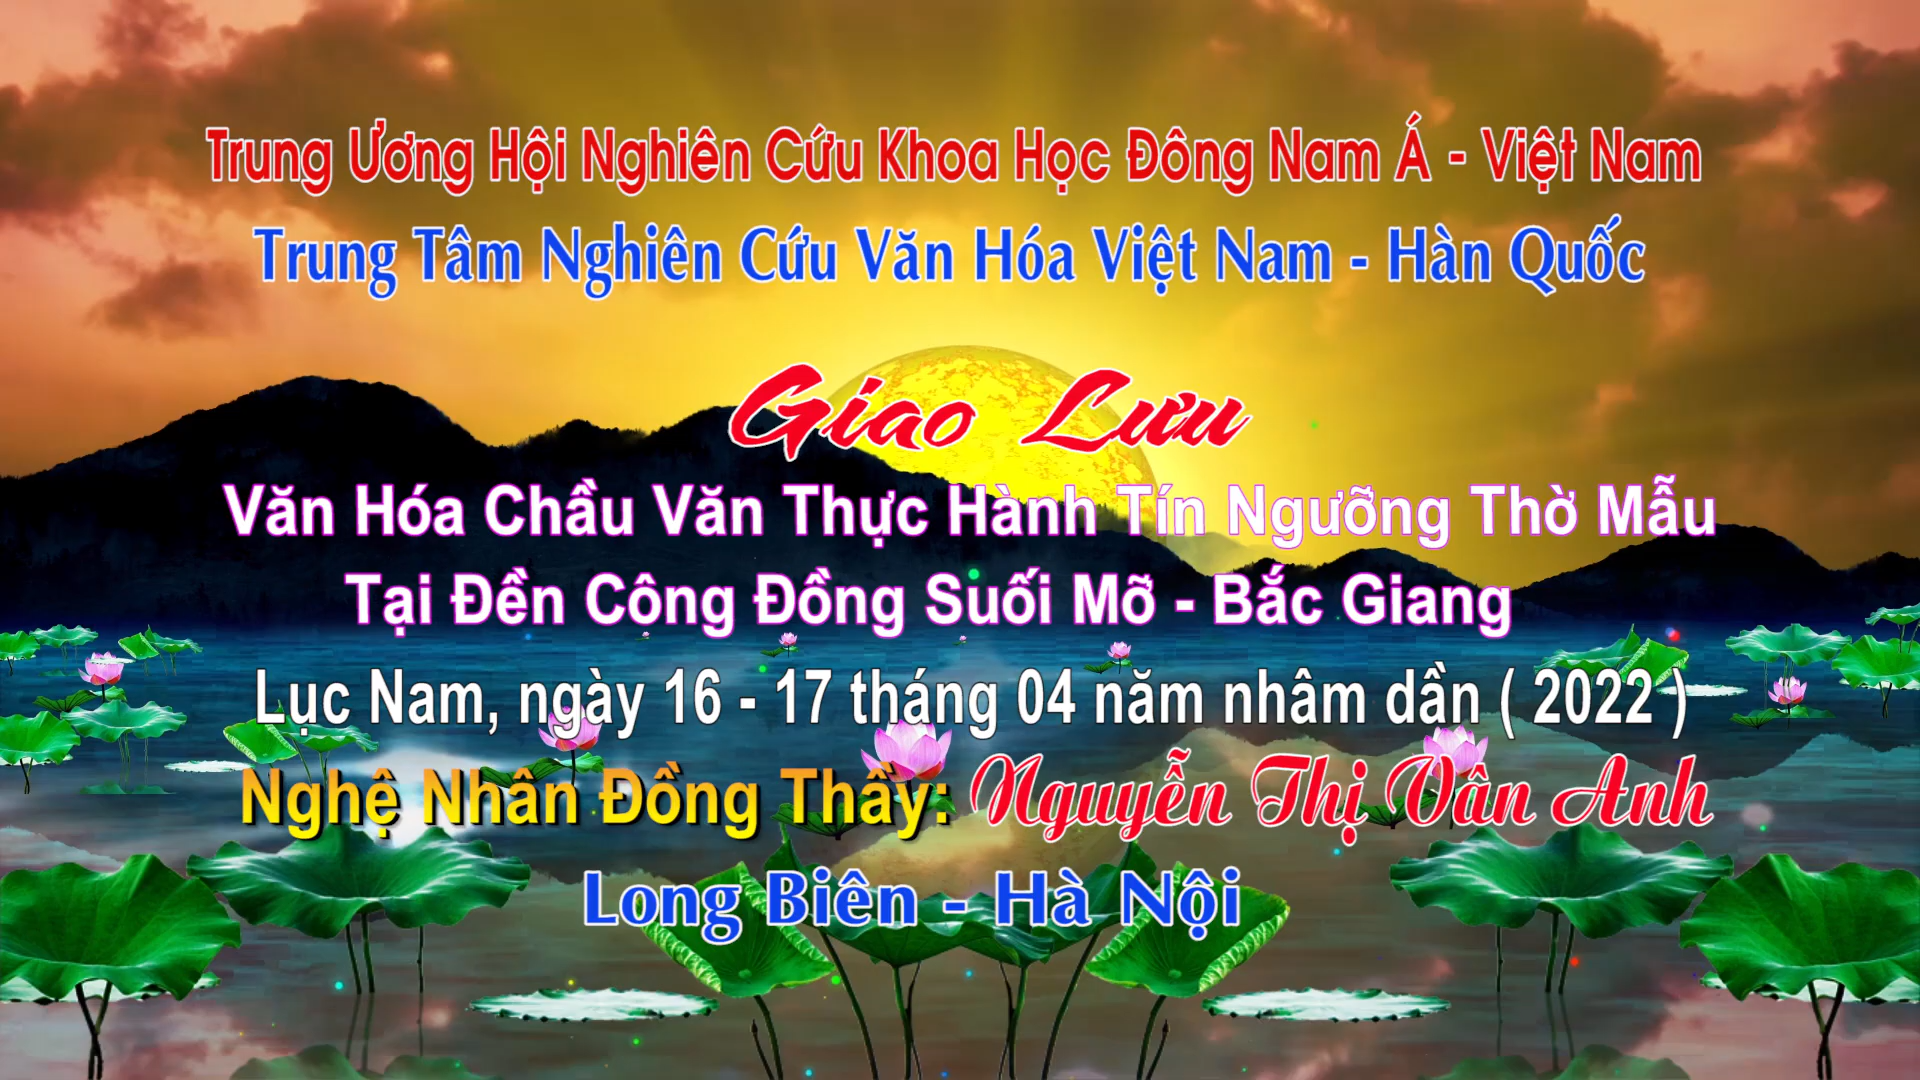 Trung Ương Hội Nghiên Cứu Khoa Học Đông Nam Á - Việt Nam
Trung Tâm Nghiên Cứu Văn Hóa Việt Nam - Hàn Quốc
Giao Lưu
Văn Hóa Chầu Văn Thực Hành Tín Ngưỡng Thờ Mẫu
Tại Đền Công Đồng Suối Mỡ - Bắc Giang
Lục Nam, ngày 16 - 17 tháng 04 năm nhâm dần ( 2022 )
Nghệ Nhân Đồng Thầy: Nguyễn Thị Vân Anh
Long Biên - Hà Nội